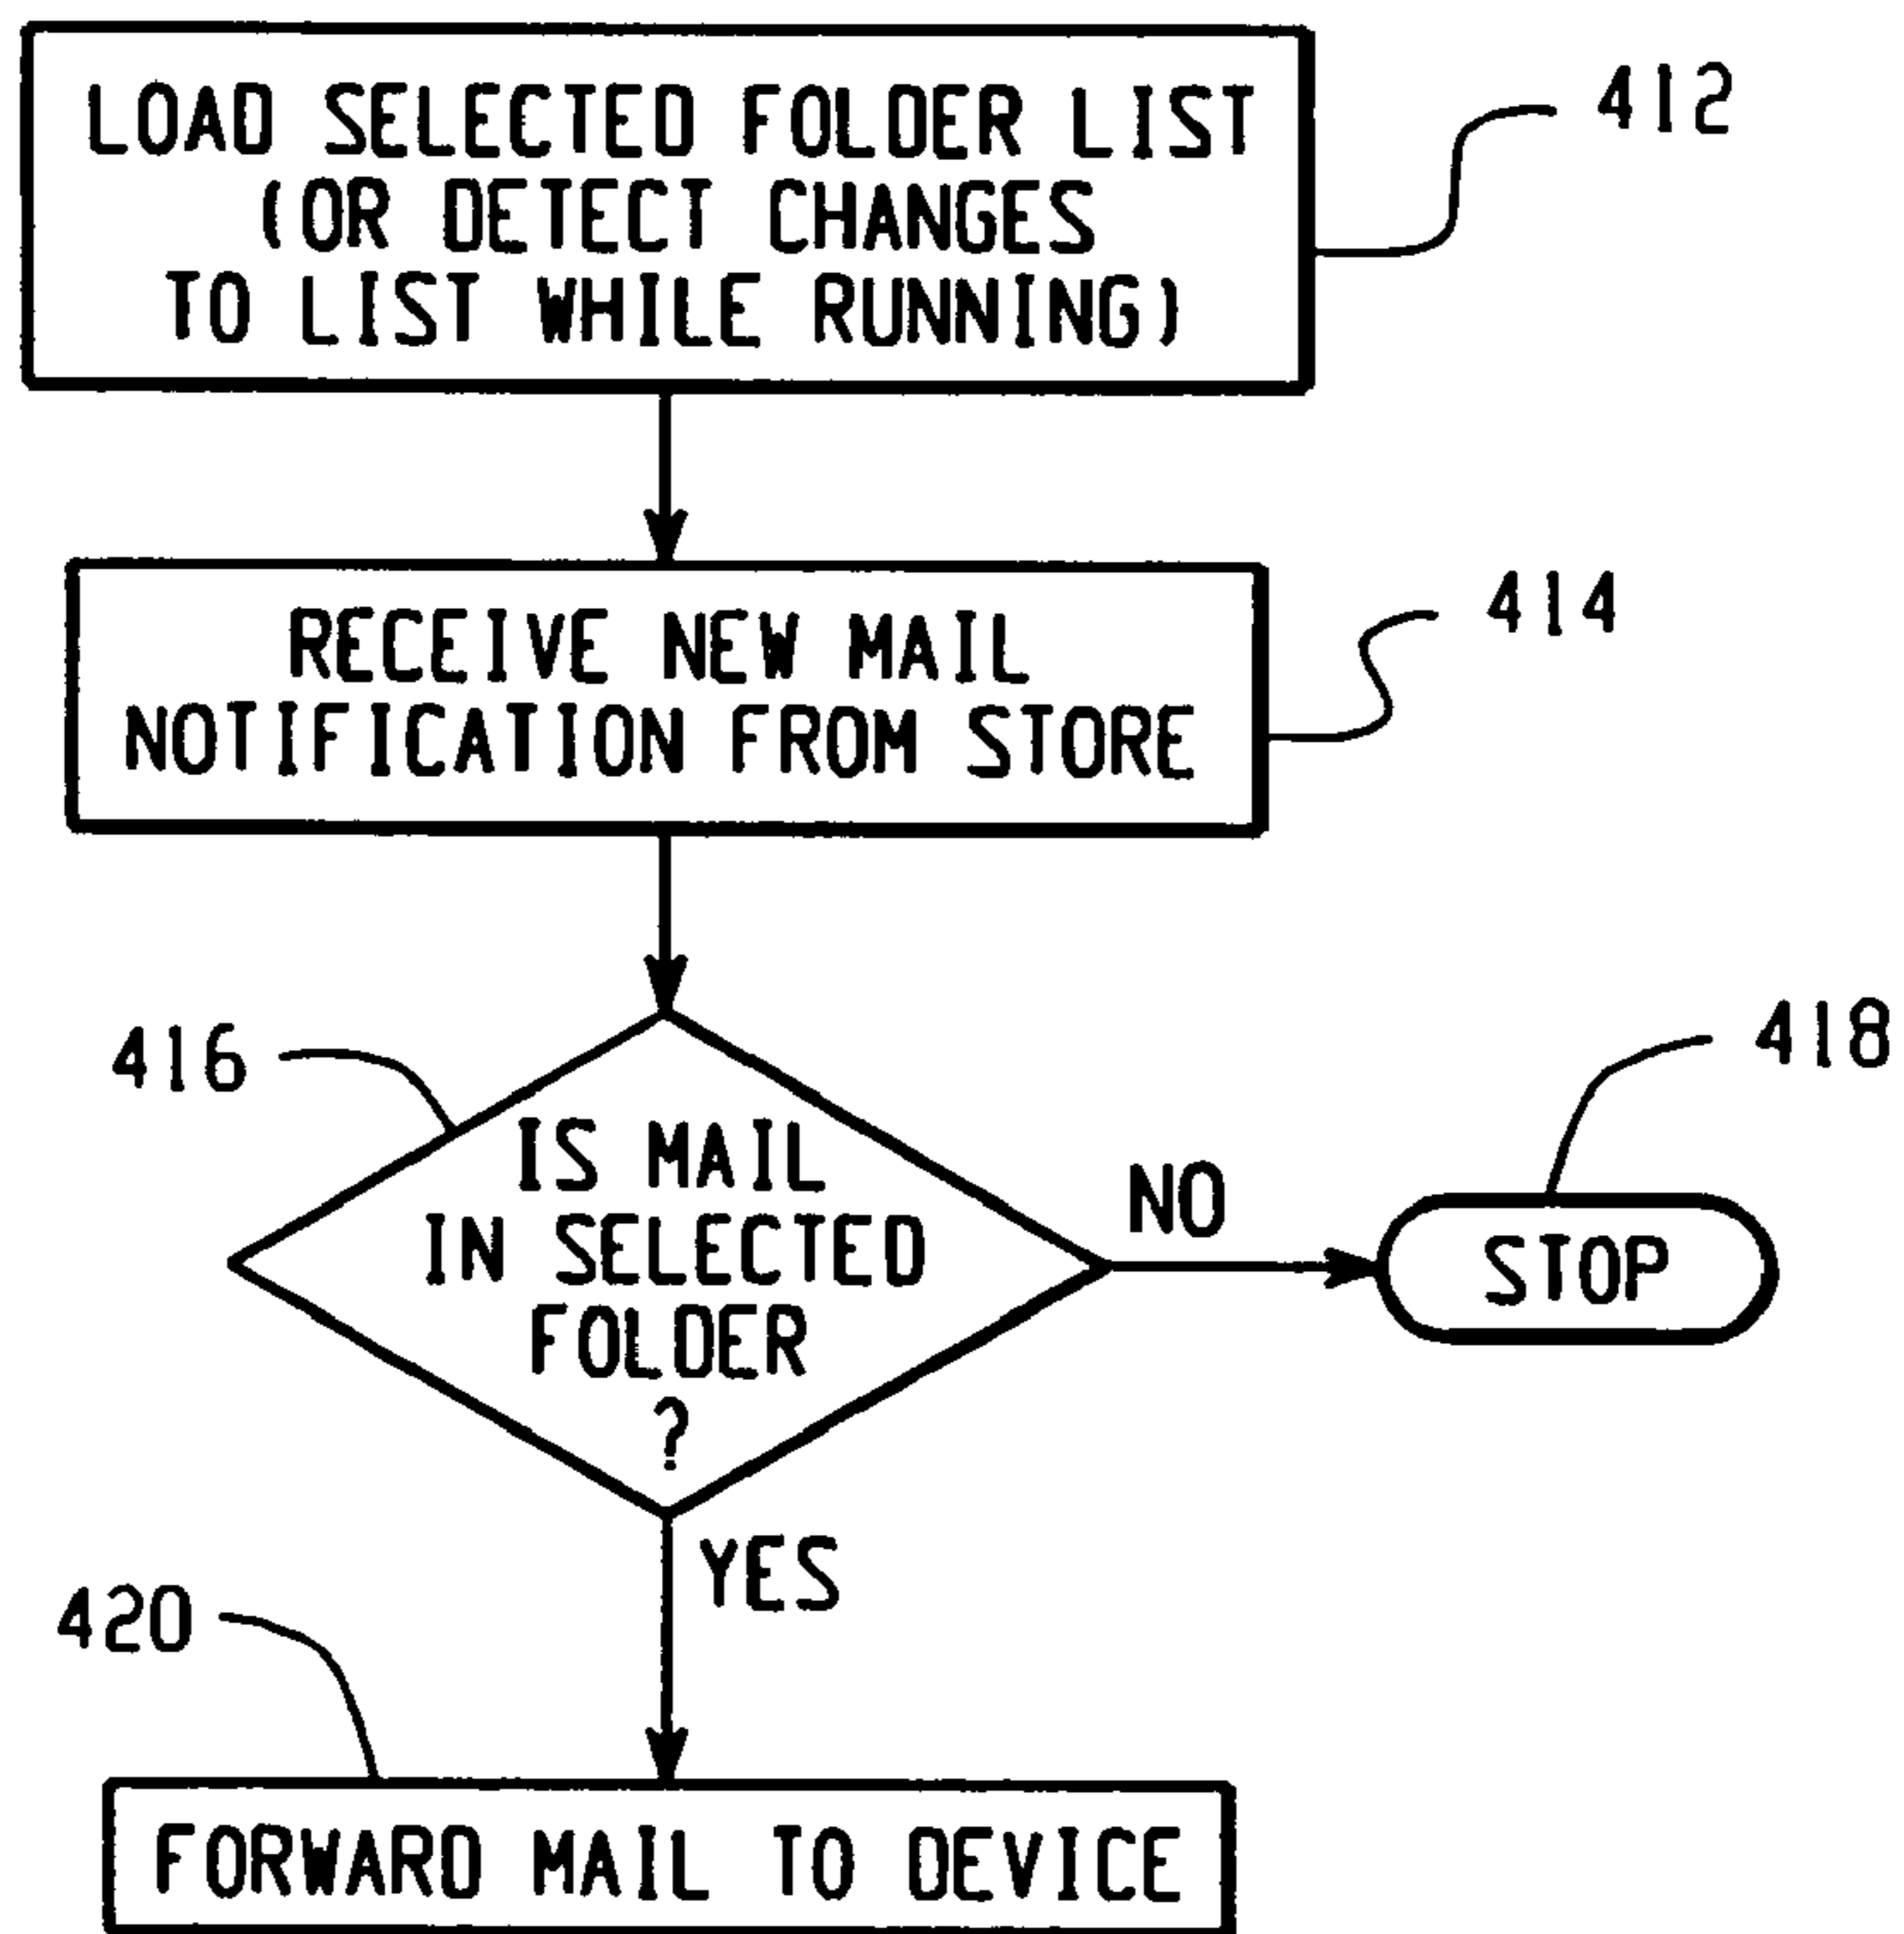 LOAD SELECTED FOLDER LIST
(OR DETECT CHANGES
TO LIST WHILE RUNNING)
412
RECEIVE NEW MAIL
NOTIFICATION FROM STORE
414
416
IS MAIL
IN SELECTED
FOLDER
?
NO
418
STOP
YES
420
FORWARD MAIL TO DEVICE